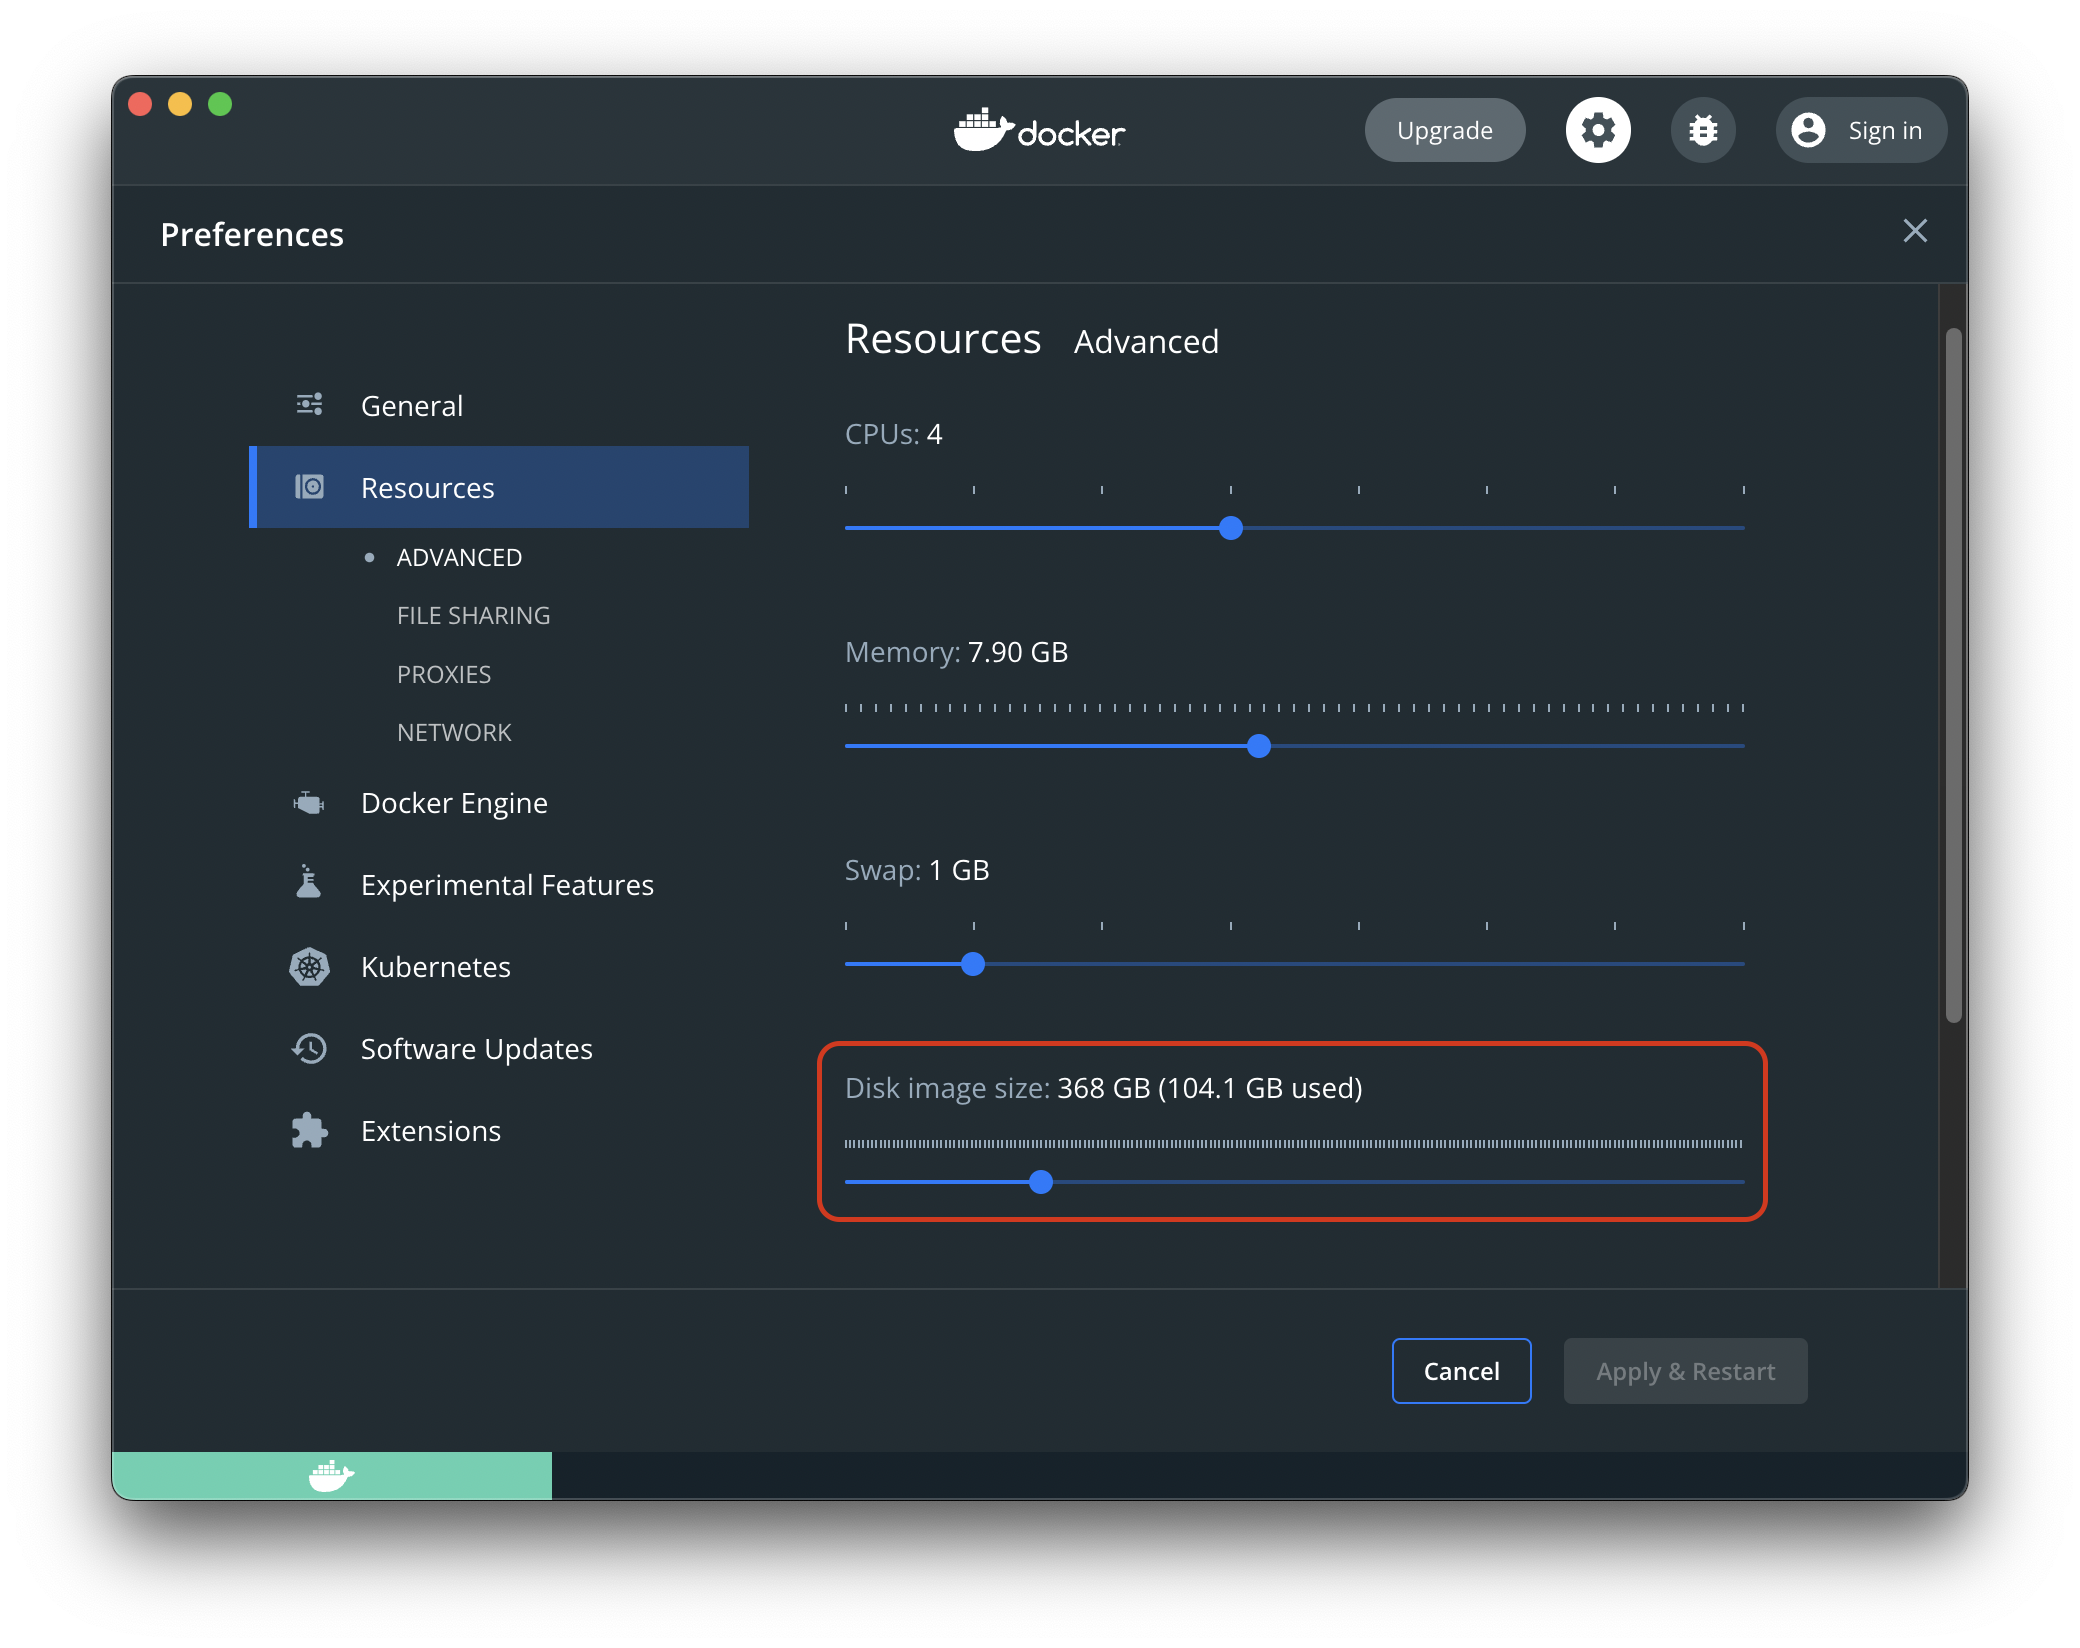 docker
Upgrade
Sign in
Preferences
General
Resources
ADVANCED
FILE SHARING
PROXIES
NETWORK
Docker Engine
Experimental Features
Kubernetes
Software Updates
Extensions
Resources Advanced
CPUs: 4
Memory: 7.90 GB
Swap: 1 GB
Disk image size: 368 GB (104.1 GB used)
Cancel
Apply & Restart